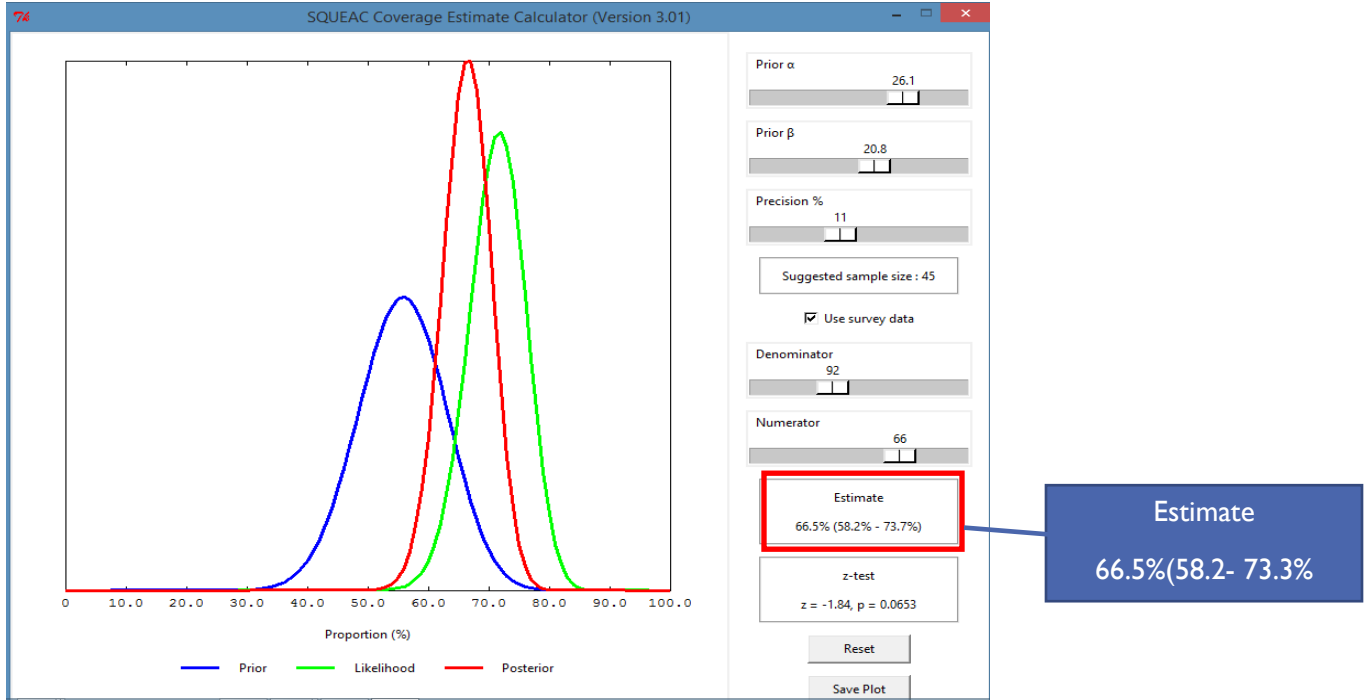 SQUEAC Coverage Estimate Calculator (Version 3.01)
Prior α
26.1
Prior β
20.8
Precision %
11
Suggested sample size : 45
Use survey data
Denominator
92
Numerator
66
Estimate
66.5% (58.2% - 73.7%)
z-test
z = -1.84, p = 0.0653
Reset
Save Plot
0 10.0 20.0 30.0 40.0 50.0 60.0 70.0 80.0 90.0 100.0
Proportion (%)
Prior Likelihood Posterior
Estimate
66.5%(58.2- 73.3%